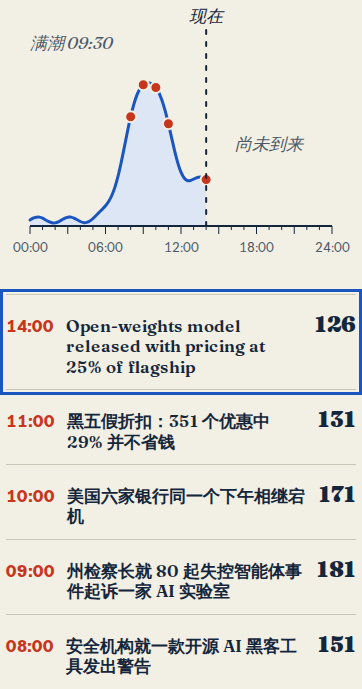 现在
满潮 09:30
尚未到来
00:00 06:00 12:00 18:00 24:00
14:00 Open-weights model 126
released with pricing at
25% of flagship
11:00 黑五假折扣：351 个优惠中 131
29% 并不省钱
10:00 美国六家银行同一个下午相继宕 171
机
09:00 州检察长就 80 起失控智能体事 181
件起诉一家 AI 实验室
08:00 安全机构就一款开源 AI 黑客工 151
具发出警告